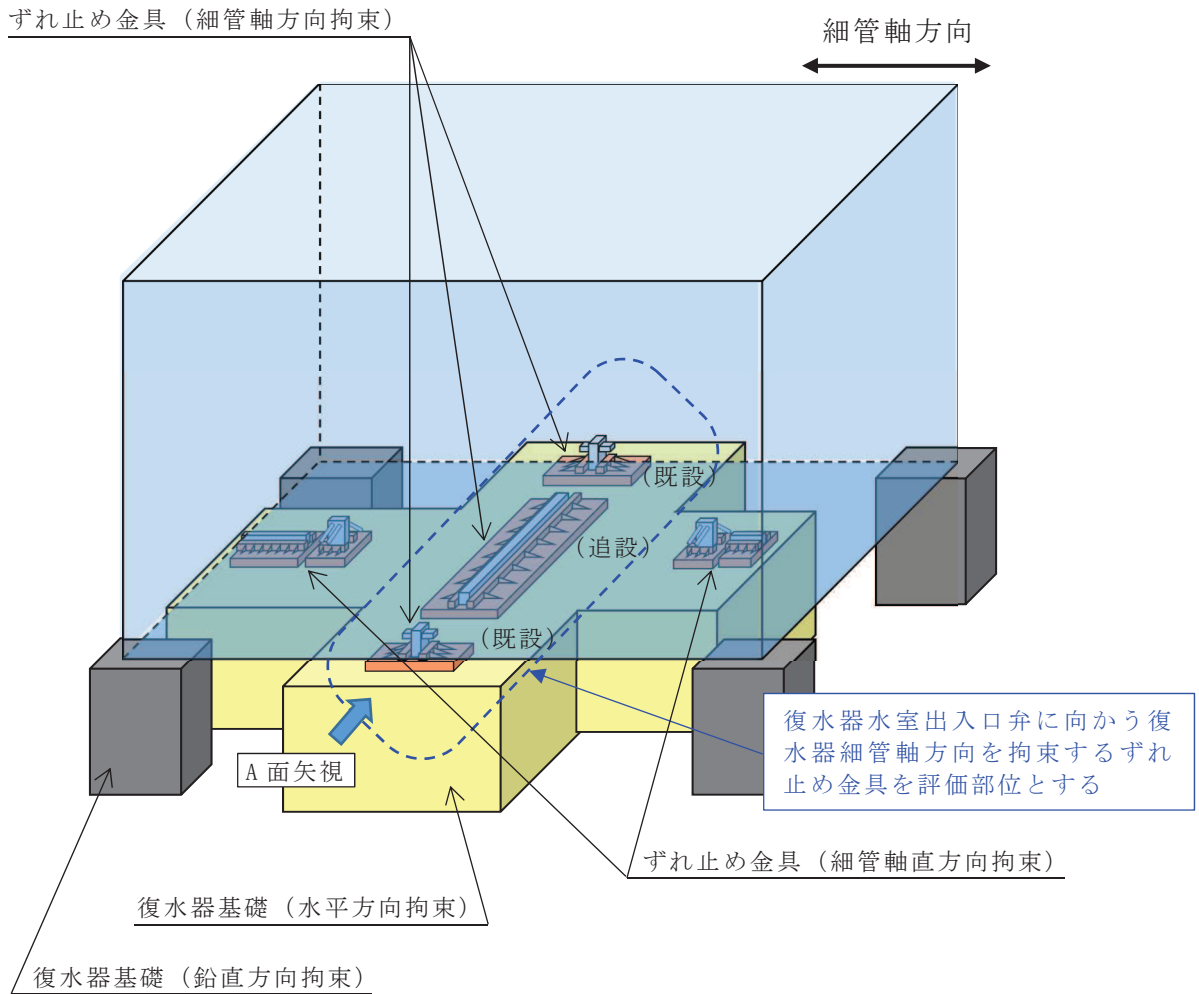 ずれ止め金具（細管軸方向拘束）
細管軸方向
（既設）
（追設）
（既設）
A 面矢視
復水器水室出入口弁に向かう復
水器細管軸方向を拘束するずれ
止め金具を評価部位とする
ずれ止め金具（細管軸直方向拘束）
復水器基礎（水平方向拘束）
復水器基礎（鉛直方向拘束）